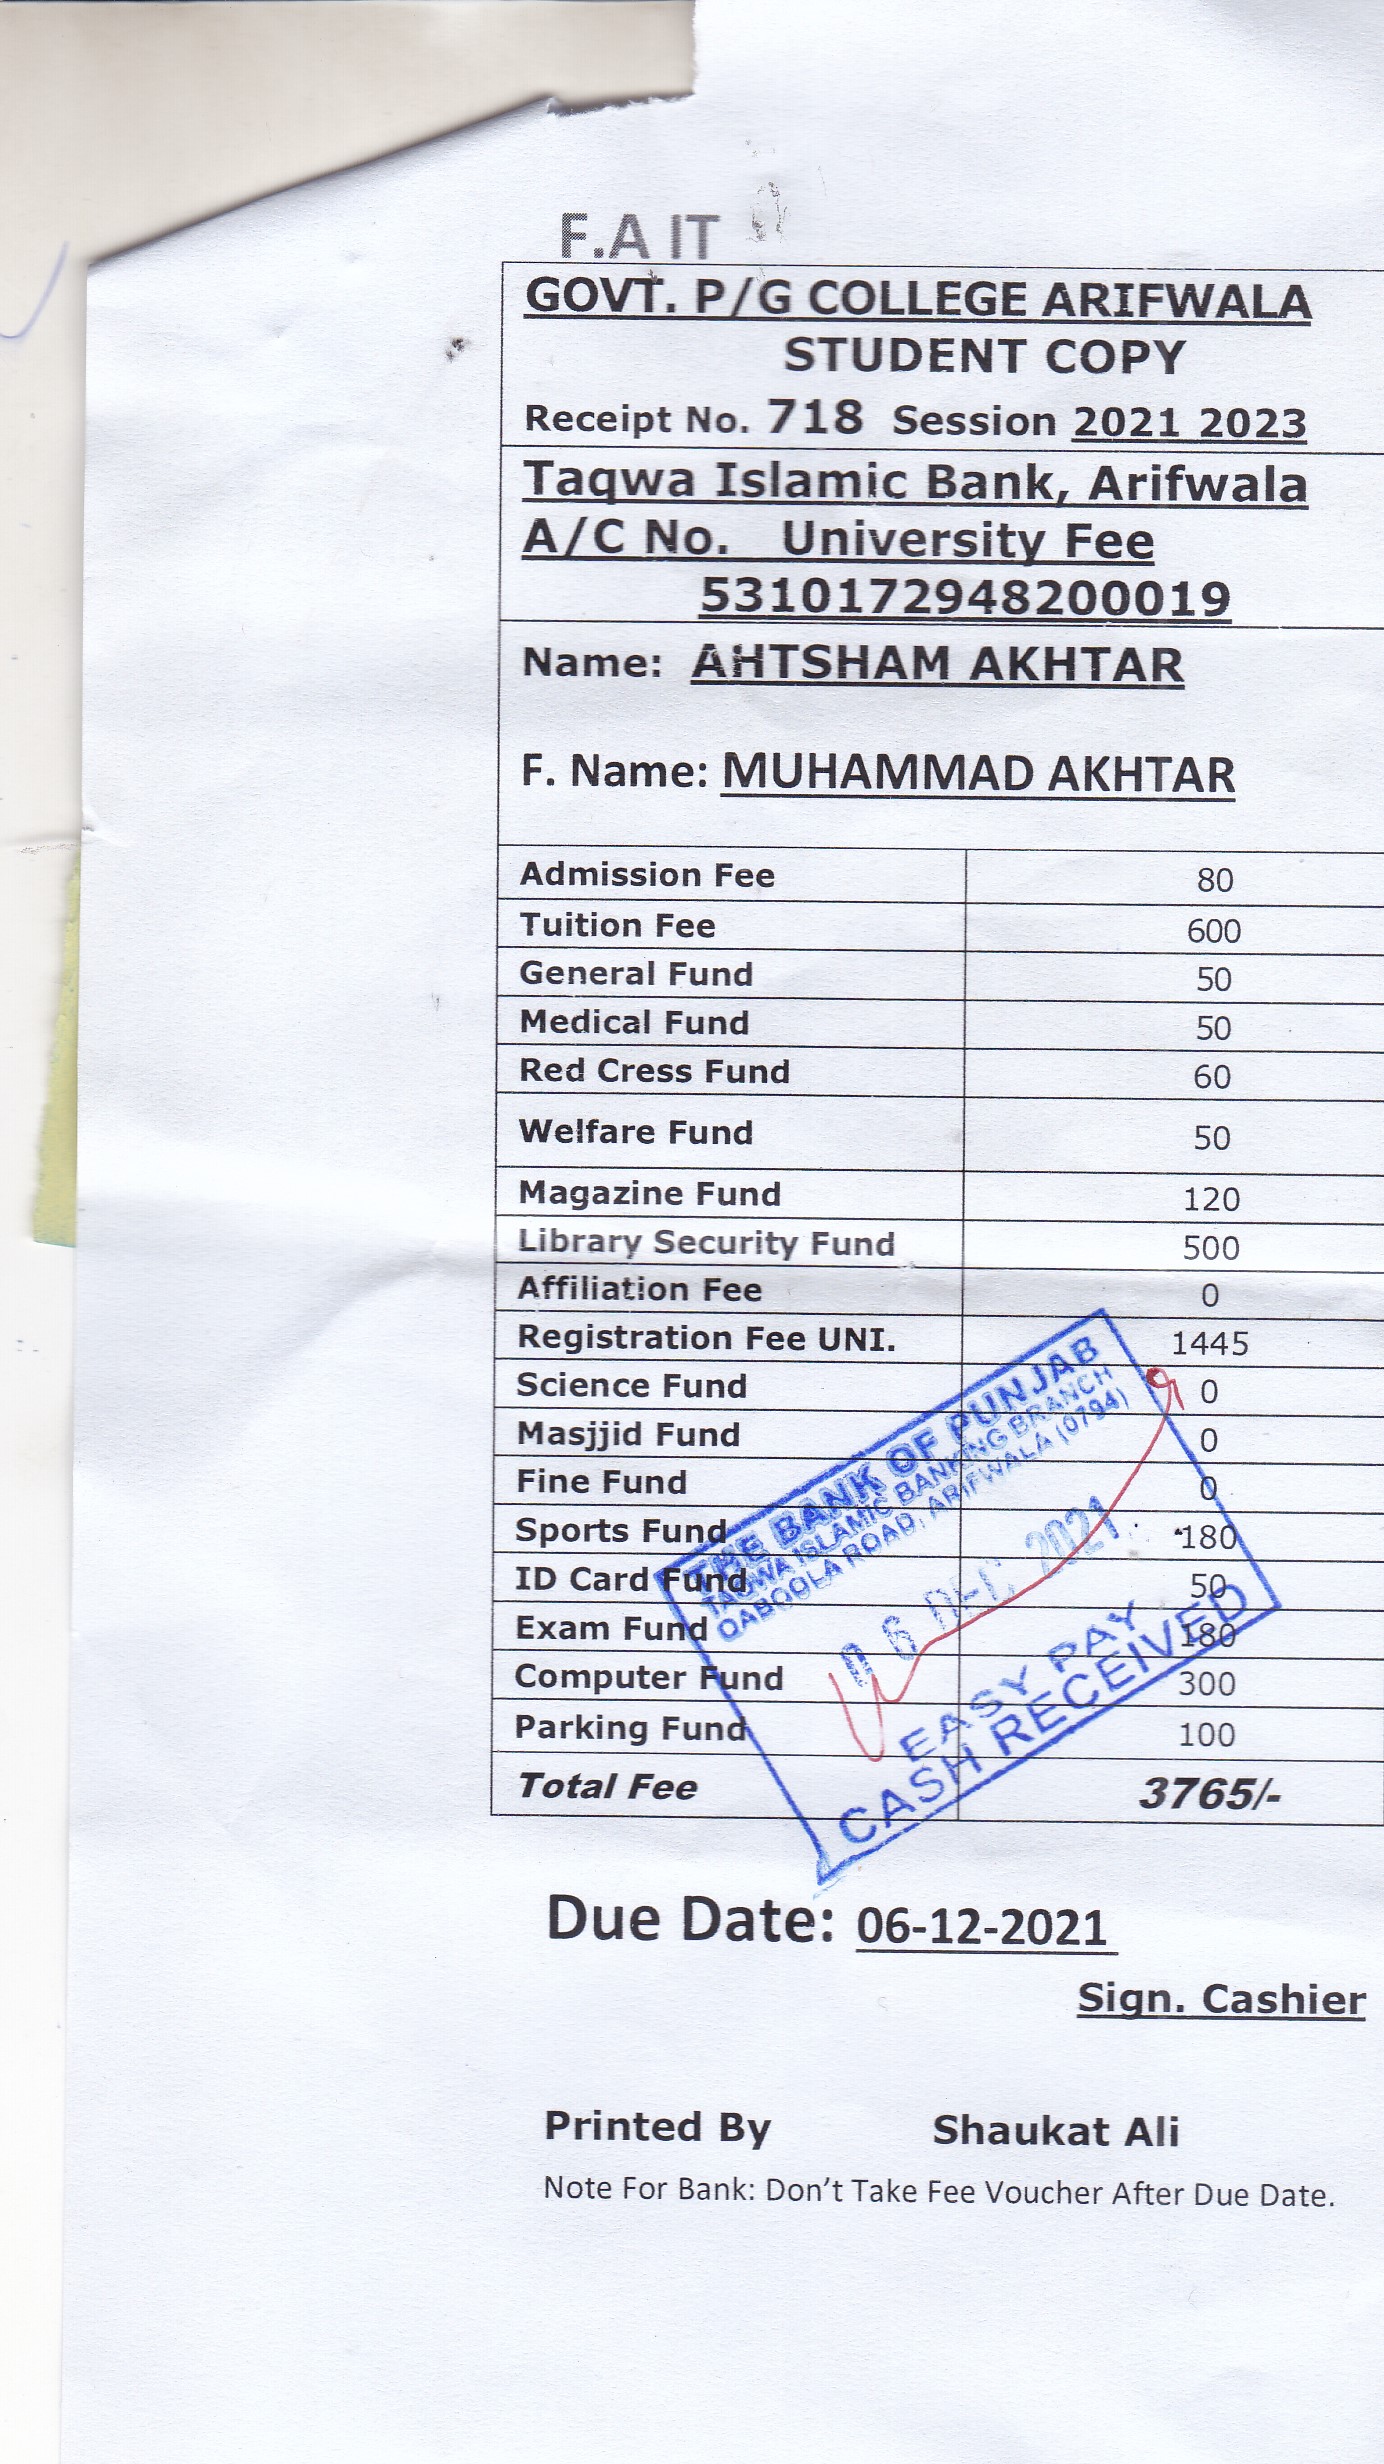 F.A IT
GOVT. P/G COLLEGE ARIFWALA
STUDENT COPY
Receipt No. 718 Session 2021 2023
Taqwa Islamic Bank, Arifwala
A/C No. University Fee
5310172948200019
Name: AHTSHAM AKHTAR
F. Name: MUHAMMAD AKHTAR
Admission Fee 80
Tuition Fee 600
General Fund 50
Medical Fund 50
Red Cress Fund 60
Welfare Fund 50
Magazine Fund 120
Library Security Fund 500
Affiliation Fee 0
Registration Fee UNI. 1445
Science Fund 0
Masjjid Fund 0
Fine Fund 0
Sports Fund 180
ID Card Fund 50
Exam Fund 180
Computer Fund 300
Parking Fund 100
Total Fee 3765/-
THE BANK OF PUNJAB
TAQWA ISLAMIC BANKING BRANCH
QABOOLA ROAD, ARIFWALA (0794)
06 DEC 2021
EASY PAY
CASH RECEIVED
Due Date: 06-12-2021
Sign. Cashier
Printed By Shaukat Ali
Note For Bank: Don't Take Fee Voucher After Due Date.